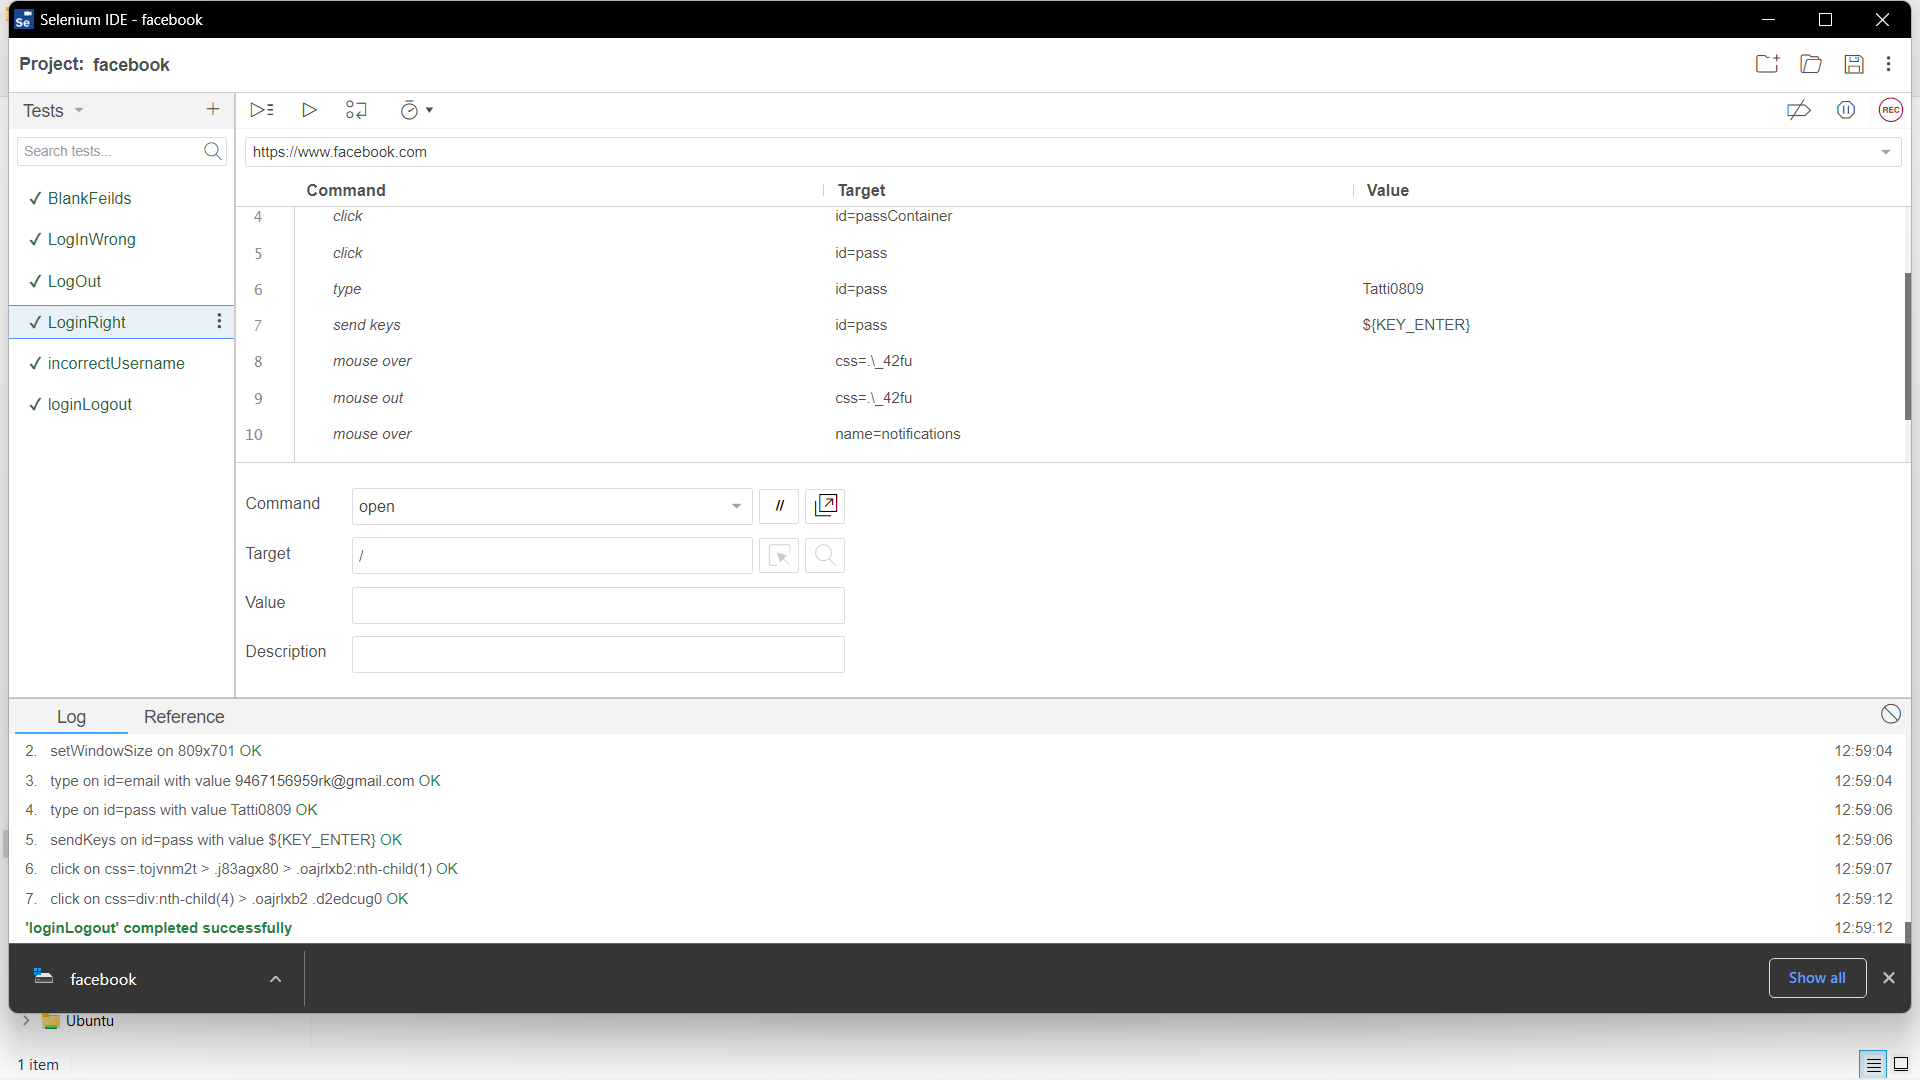 Selenium IDE - facebook
Project: facebook
Tests
Search tests...
✓ BlankFeilds
✓ LogInWrong
✓ LogOut
✓ LoginRight
✓ incorrectUsername
✓ loginLogout
REC
https://www.facebook.com
Command Target Value
4 click id=passContainer
5 click id=pass
6 type id=pass Tatti0809
7 send keys id=pass ${KEY_ENTER}
8 mouse over css=.\_42fu
9 mouse out css=.\_42fu
10 mouse over name=notifications
Command open //
Target /
Value
Description
Log Reference
2. setWindowSize on 809x701 OK 12:59:04
3. type on id=email with value 9467156959rk@gmail.com OK 12:59:04
4. type on id=pass with value Tatti0809 OK 12:59:06
5. sendKeys on id=pass with value ${KEY_ENTER} OK 12:59:06
6. click on css=.tojvnm2t > .j83agx80 > .oajrlxb2:nth-child(1) OK 12:59:07
7. click on css=div:nth-child(4) > .oajrlxb2 .d2edcug0 OK 12:59:12
'loginLogout' completed successfully 12:59:12
facebook Show all
Ubuntu
1 item